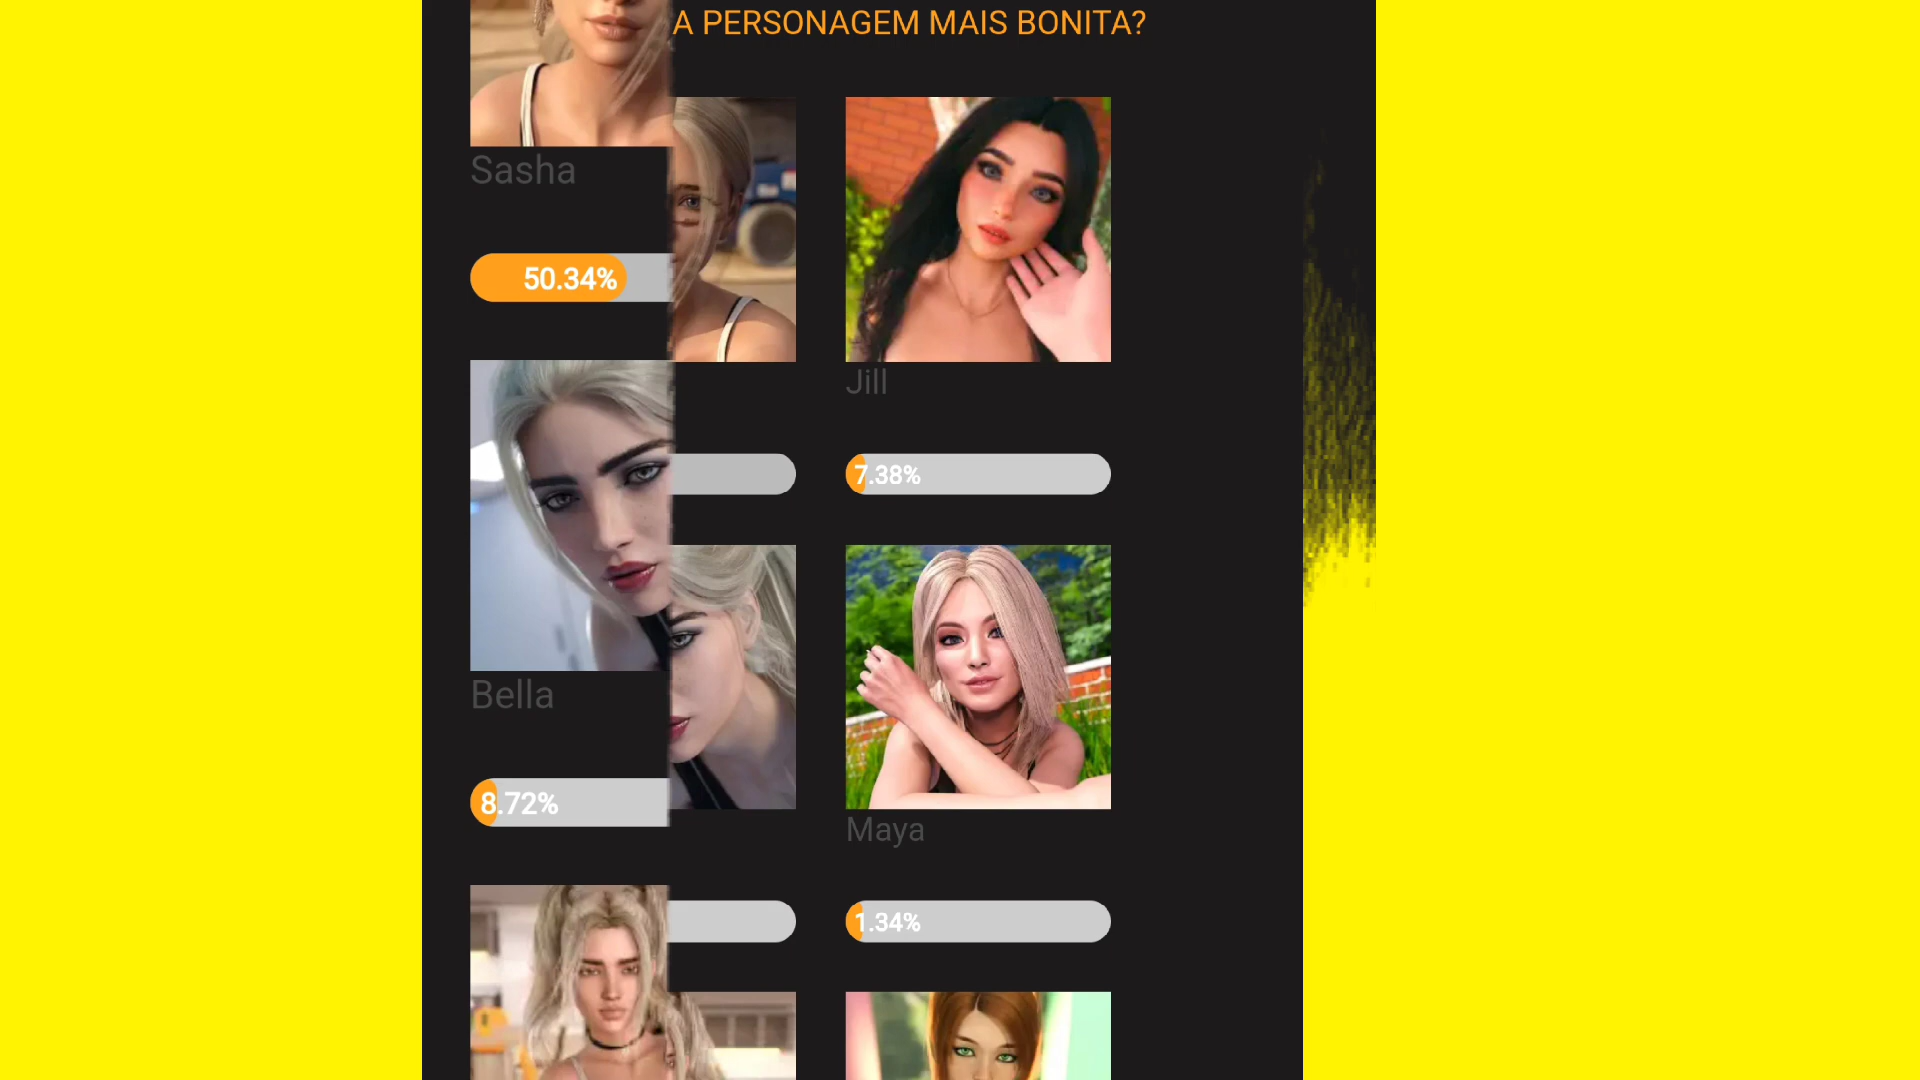 A PERSONAGEM MAIS BONITA?
Sasha
50.34%
Jill
7.38%
Bella
8.72%
Maya
1.34%